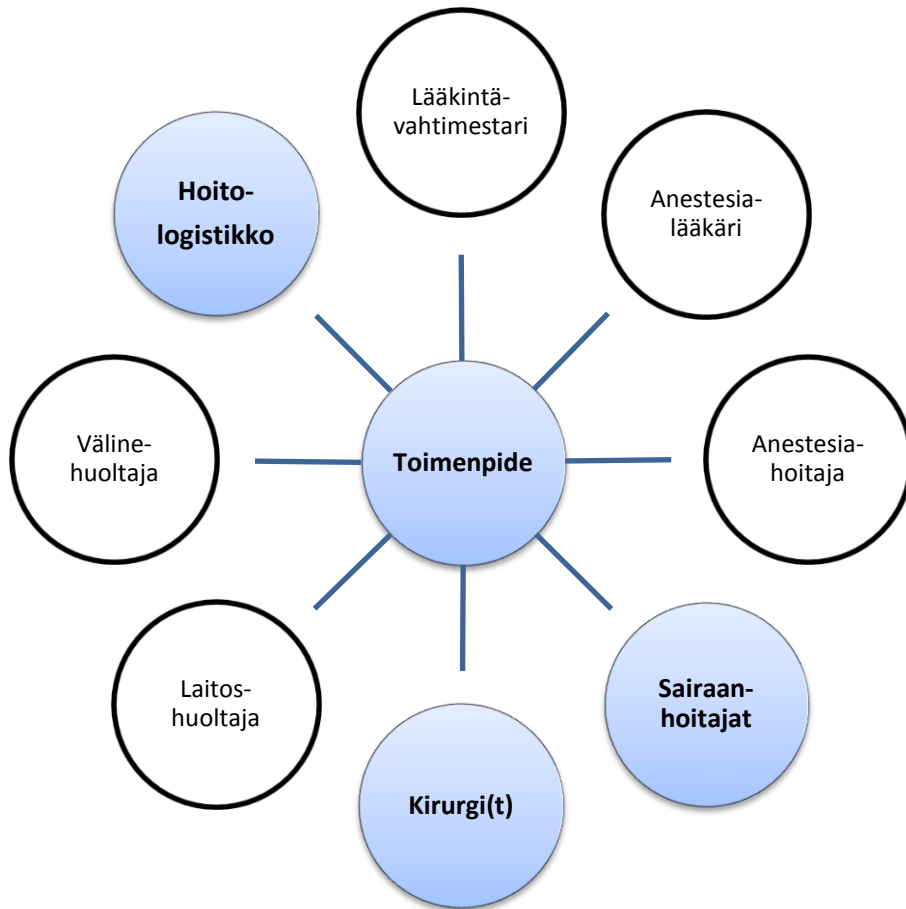 Lääkintä-
vahtimestari
Hoito-
logistikko
Anestesia-
lääkäri
Väline-
huoltaja
Toimenpide
Anestesia-
hoitaja
Laitos-
huoltaja
Sairaan-
hoitajat
Kirurgi(t)